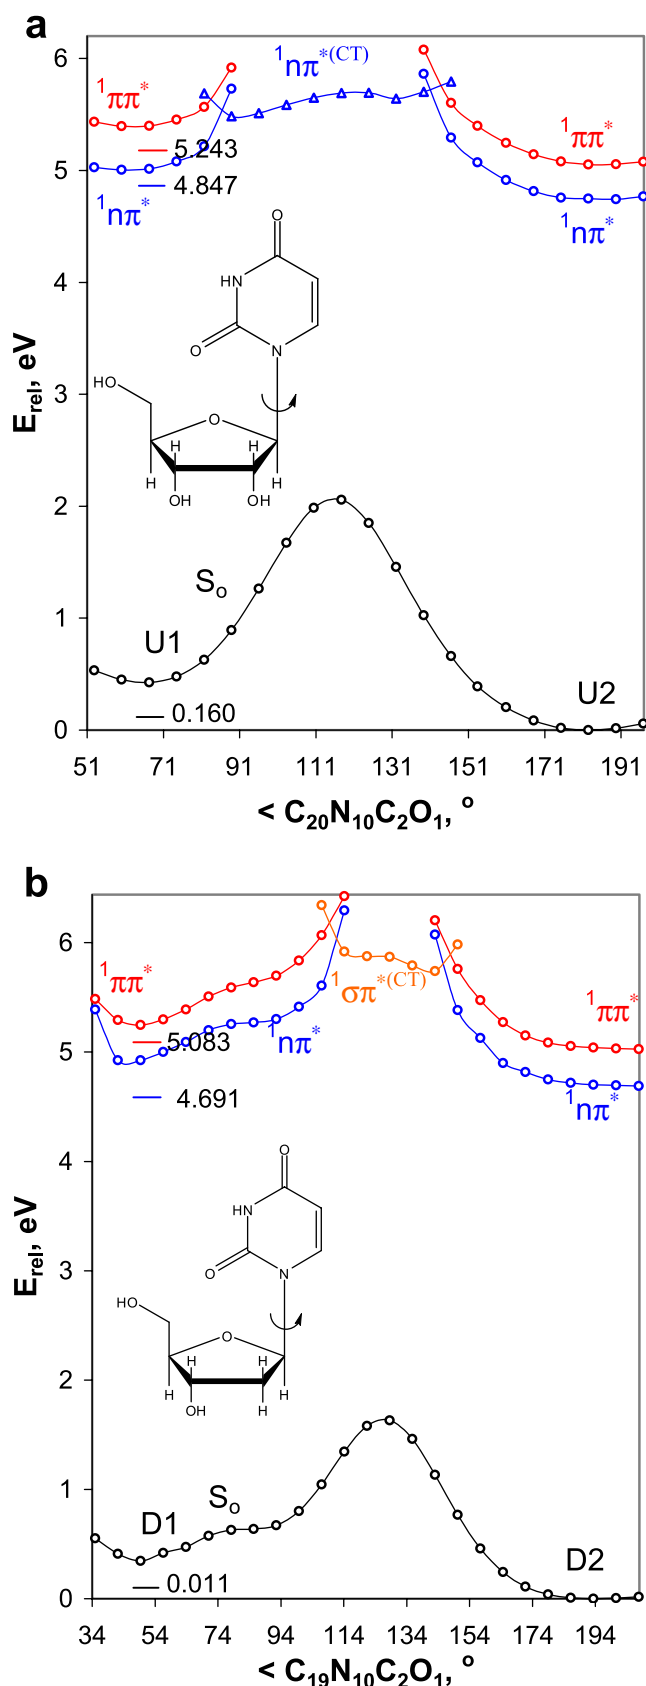 a
6
¹nπ*(CT)
¹ππ*
¹ππ*
5.243
5
4.847
¹nπ*
¹nπ*
O
4
HN
O
N
3
HO
O
H
H
H
H
OH
OH
2
Eᵣₑₗ, eV
S₀
1
U1
U2
0.160
0
51
71
91
111
131
151
171
191
< C₂₀N₁₀C₂O₁, °
b
6
¹ππ*
¹σπ*(CT)
¹ππ*
5.083
¹nπ*
5
4.691
¹nπ*
4
O
HN
O
N
3
HO
O
H
H
H
H
OH
H
2
Eᵣₑₗ, eV
S₀
1
D1
D2
0.011
0
34
54
74
94
114
134
154
174
194
< C₁₉N₁₀C₂O₁, °